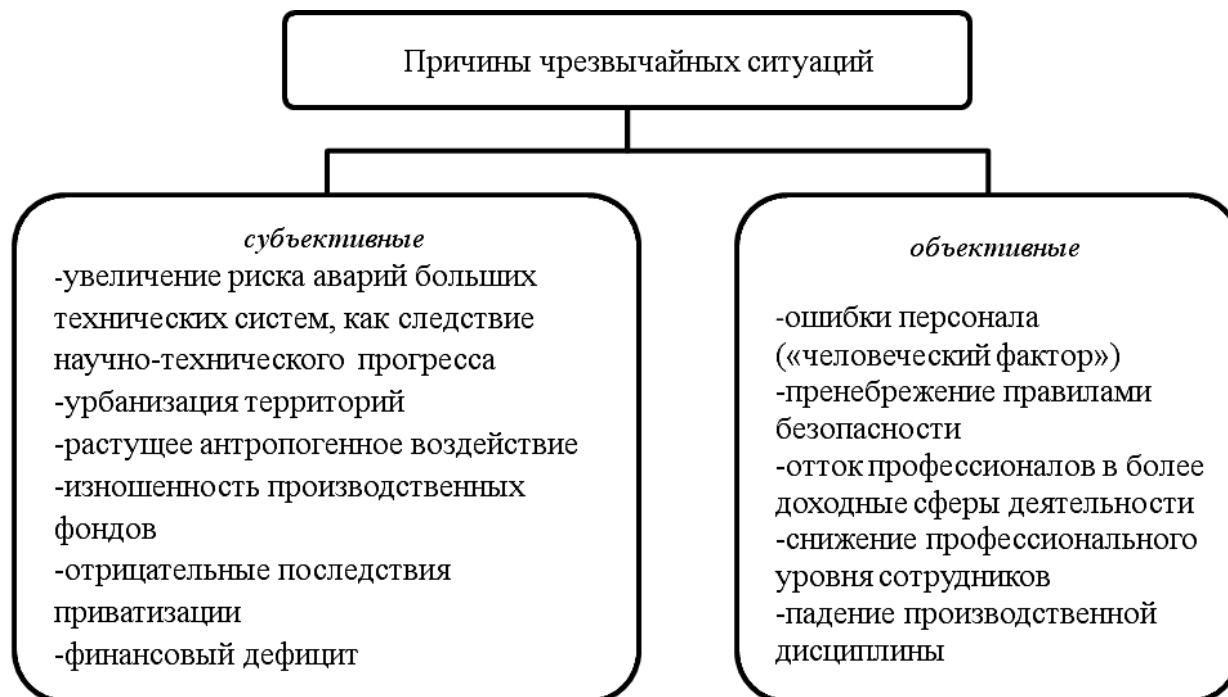 Причины чрезвычайных ситуаций
субъективные
-увеличение риска аварий больших
технических систем, как следствие
научно-технического прогресса
-урбанизация территорий
-растущее антропогенное воздействие
-изношенность производственных
фондов
-отрицательные последствия
приватизации
-финансовый дефицит
объективные
-ошибки персонала
(«человеческий фактор»)
-пренебрежение правилами
безопасности
-отток профессионалов в более
доходные сферы деятельности
-снижение профессионального
уровня сотрудников
-падение производственной
дисциплины